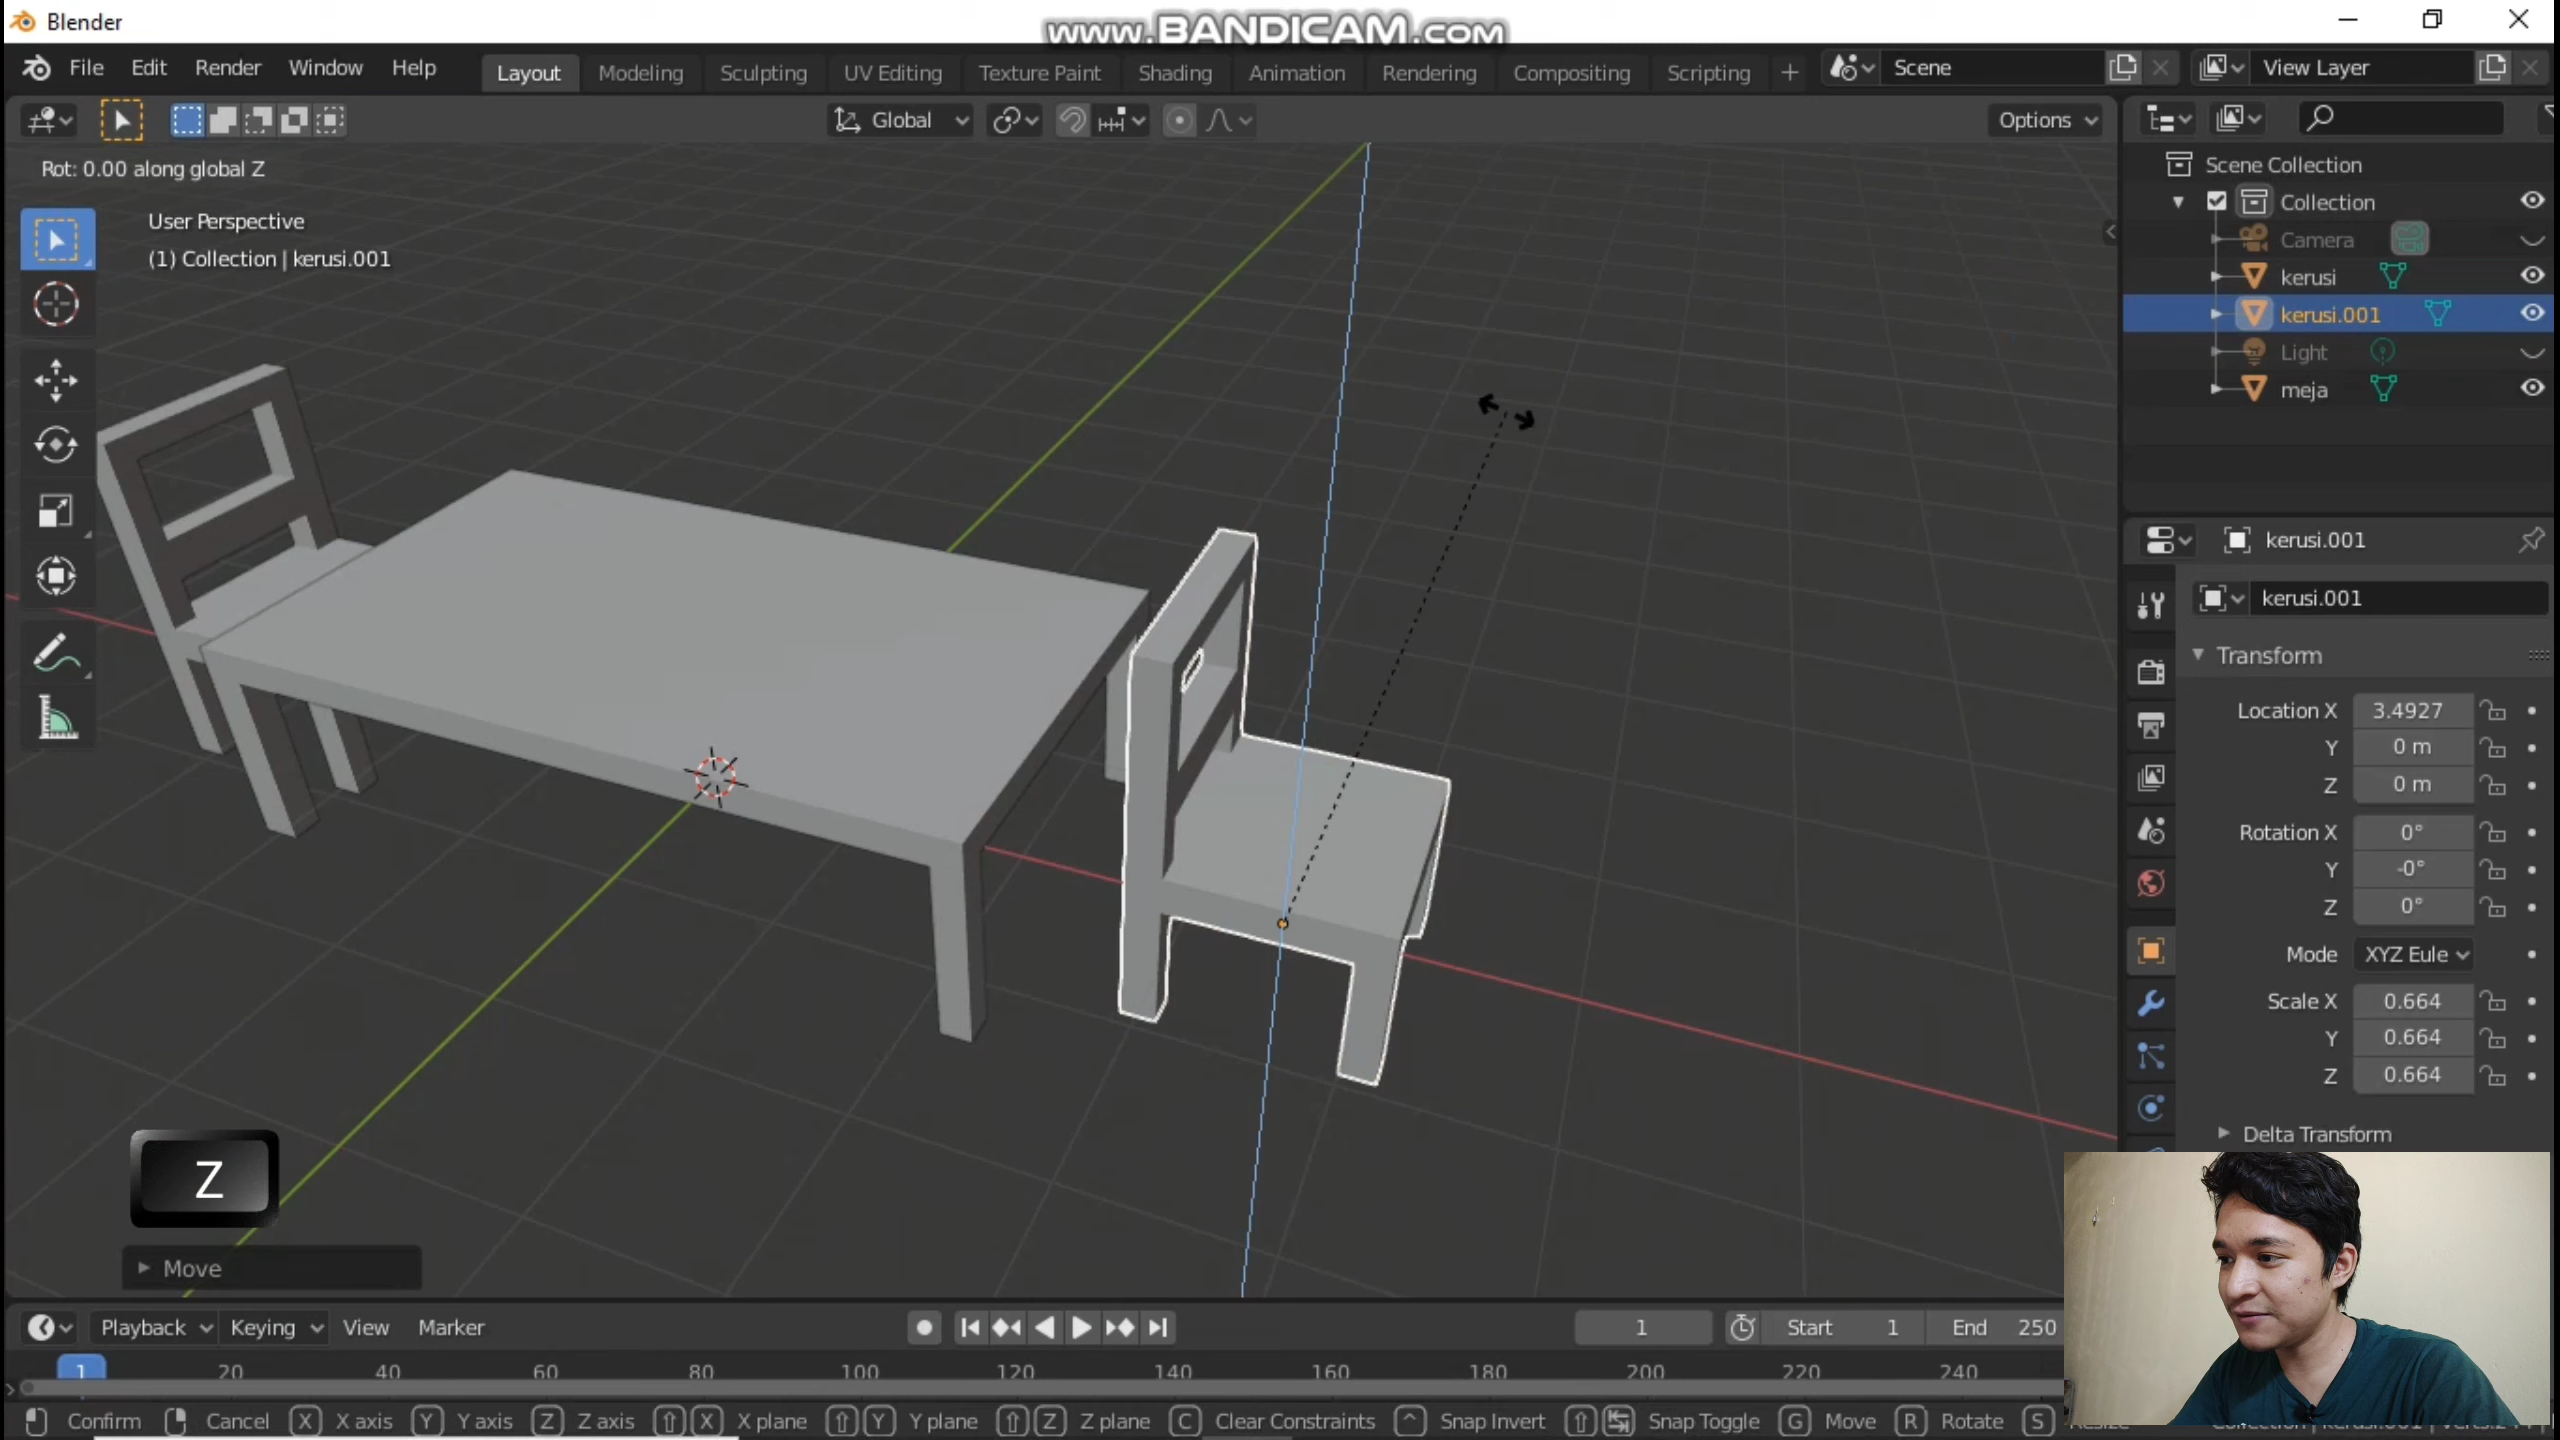 Blender
www.BANDICAM.com
File Edit Render Window Help
Layout Modeling Sculpting UV Editing Texture Paint Shading Animation Rendering Compositing Scripting +
Scene
View Layer
Global
Options
Rot: 0.00 along global Z
User Perspective
(1) Collection | kerusi.001
Scene Collection
Collection
Camera
kerusi
kerusi.001
Light
meja
kerusi.001
kerusi.001
Transform
Location X 3.4927
Y 0 m
Z 0 m
Rotation X 0°
Y -0°
Z 0°
Mode XYZ Eule
Scale X 0.664
Y 0.664
Z 0.664
Delta Transform
Z
Move
Playback Keying View Marker
1 Start 1 End 250
1 20 40 60 80 100 120 140 160 180 200 220 240
Confirm Cancel X X axis Y Y axis Z Z axis X X plane Y Y plane Z Z plane C Clear Constraints ^ Snap Invert Snap Toggle G Move R Rotate S